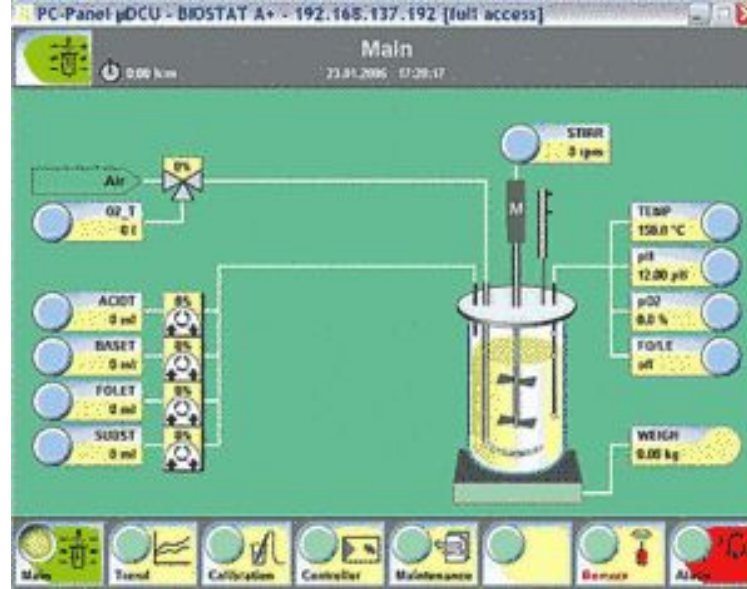 PC-Panel µDCU - BIOSTAT A+ - 192.168.137.192 [full access]
Main
23.01.2006 17:20:17
STIRR
0 rpm
Air
0%
O2_T
0 l
TEMP
150.0 °C
pH
12.00 pH
pO2
0.0 %
FO/LE
off
ACIDT
0 ml
0%
BASET
0 ml
0%
FOLET
0 ml
0%
SUBST
0 ml
0%
M
WEIGH
0.00 kg
Main
Trend
Calibration
Controller
Maintenance
Remote
Alarm